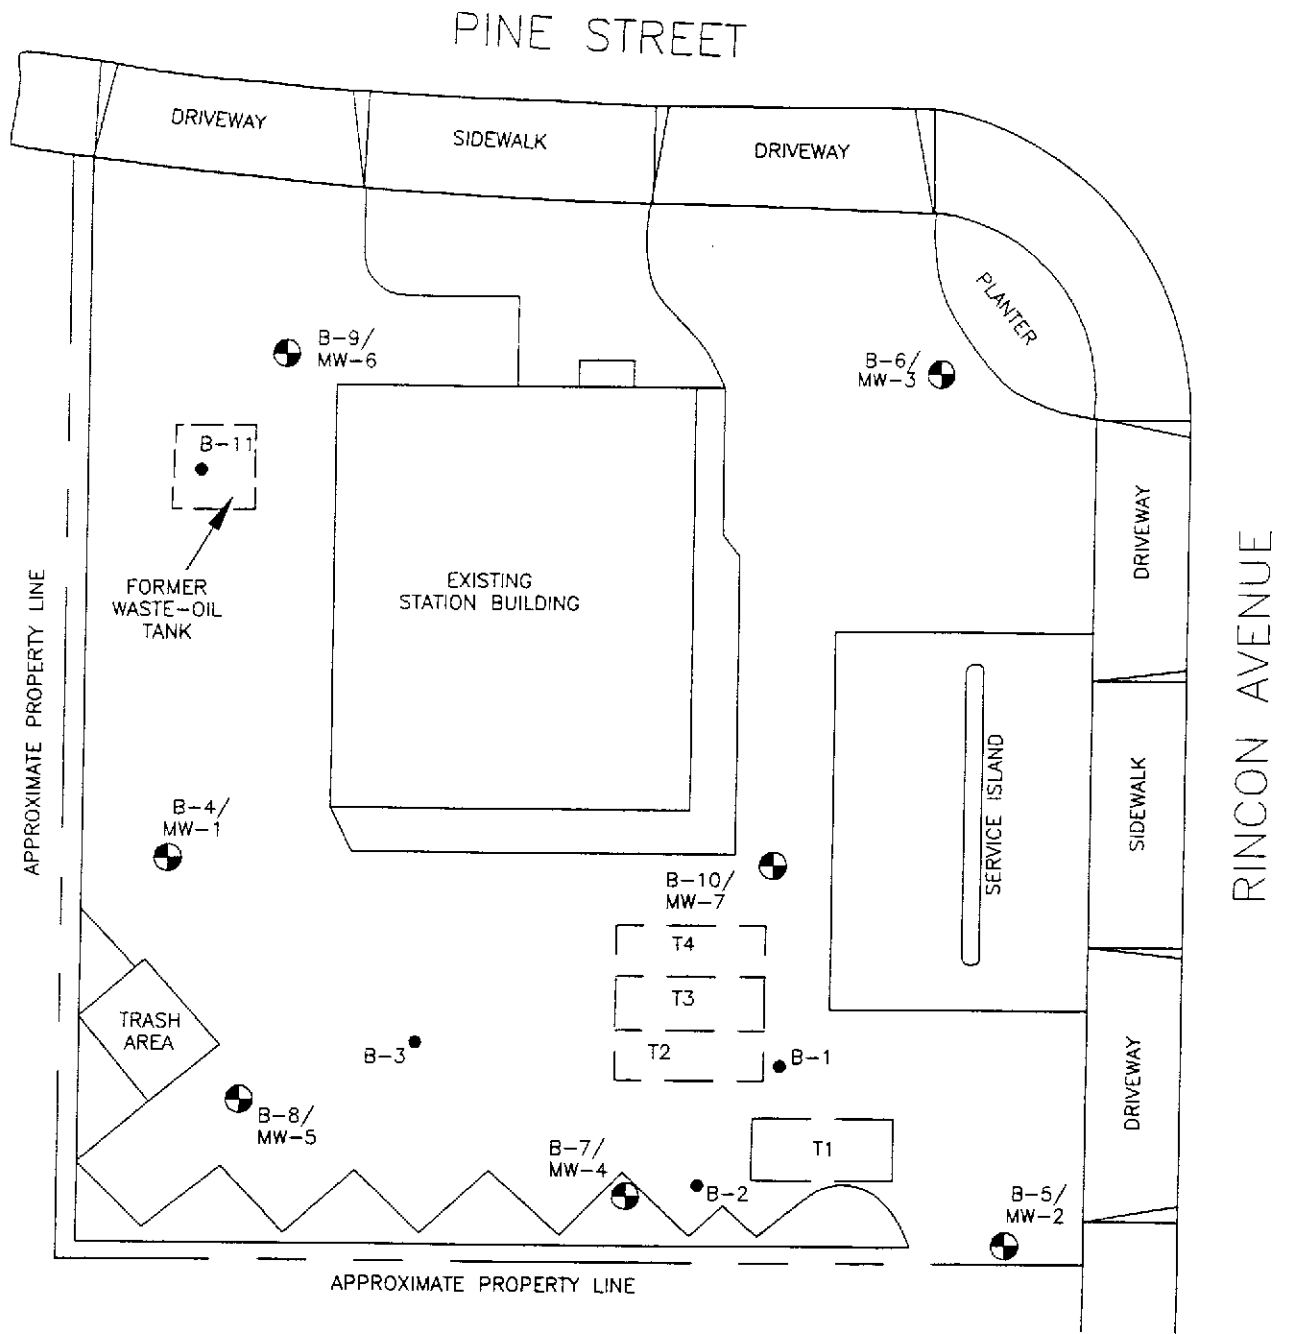 PINE STREET
DRIVEWAY
SIDEWALK
DRIVEWAY
PLANTER
B-9/
MW-6
B-6/
MW-3
B-11
FORMER
WASTE-OIL
TANK
EXISTING
STATION BUILDING
DRIVEWAY
RINCON AVENUE
APPROXIMATE PROPERTY LINE
SERVICE ISLAND
SIDEWALK
B-4/
MW-1
B-10/
MW-7
T4
T3
T2
B-1
B-3
TRASH
AREA
DRIVEWAY
B-8/
MW-5
B-7/
MW-4
T1
B-2
B-5/
MW-2
APPROXIMATE PROPERTY LINE